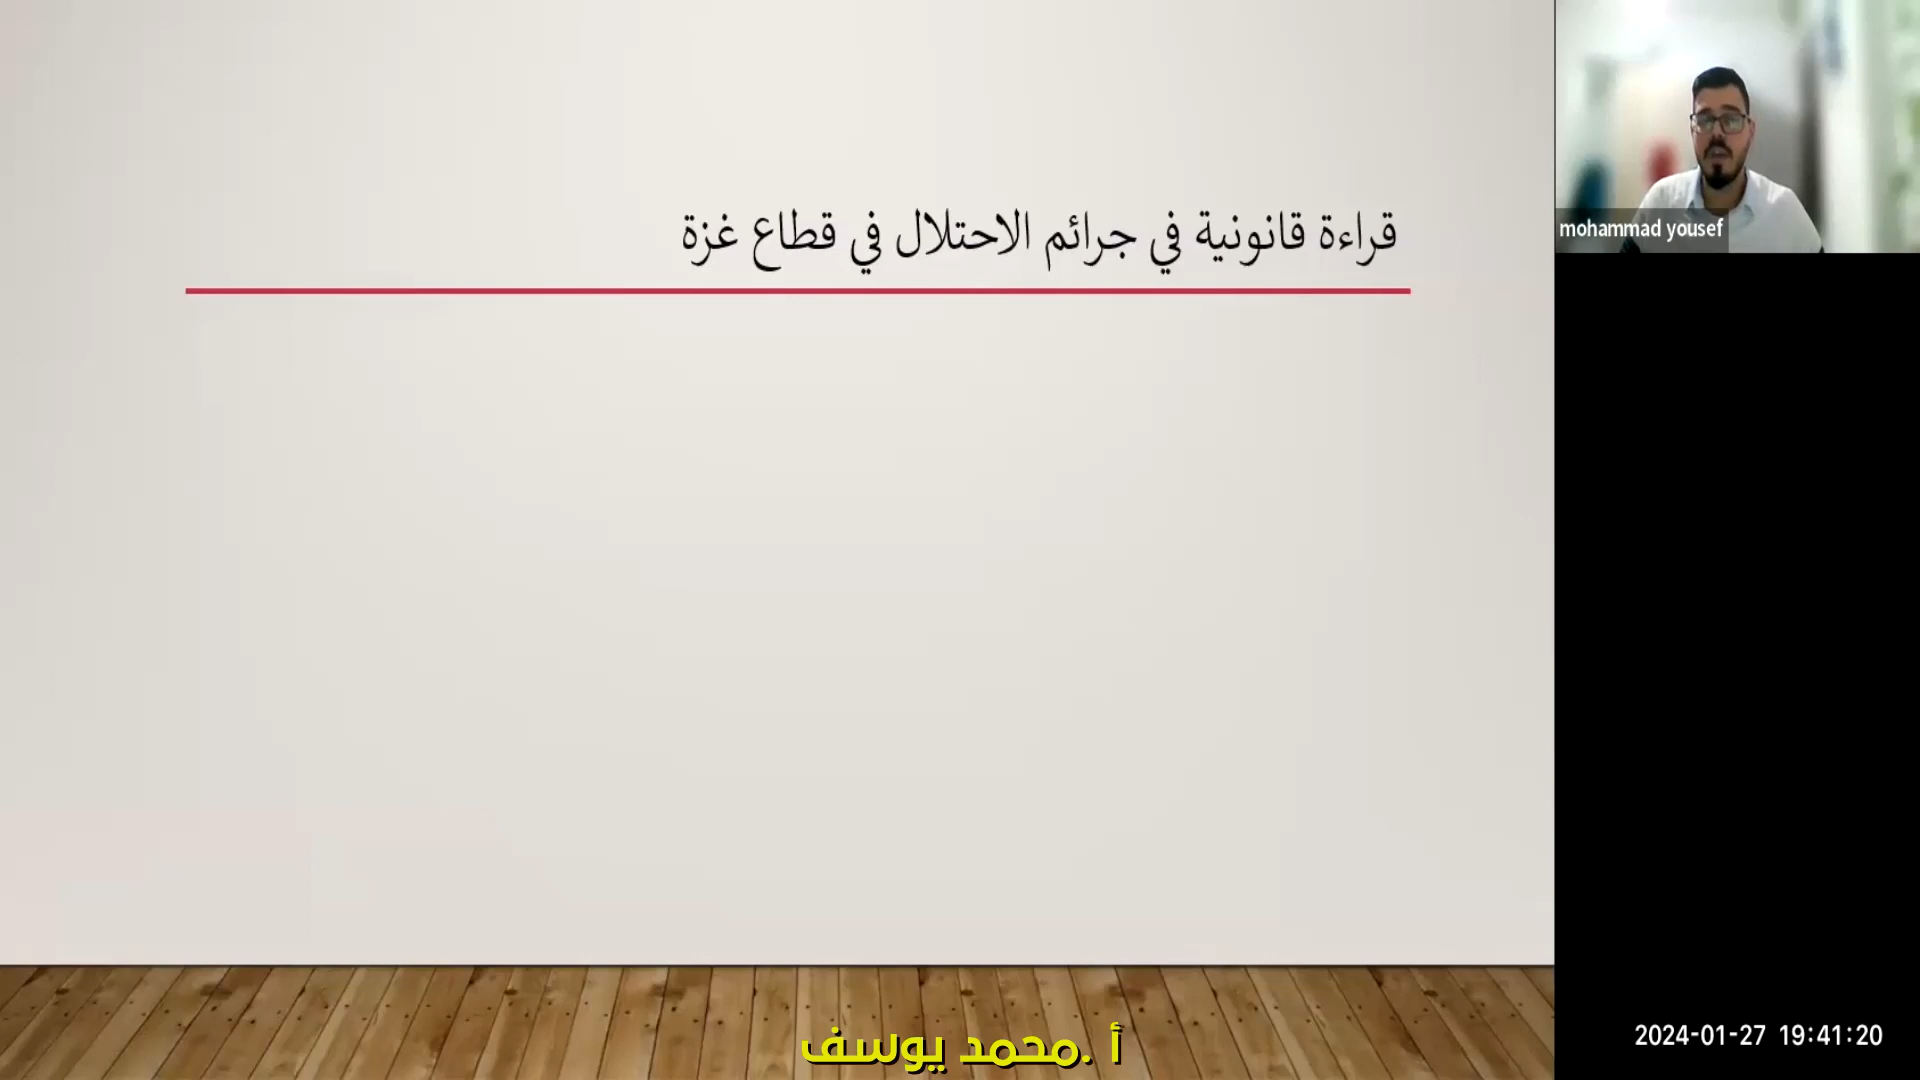 قراءة قانونية في جرائم الاحتلال في قطاع غزة
mohammad yousef
أ .محمد يوسف
2024-01-27 19:41:20